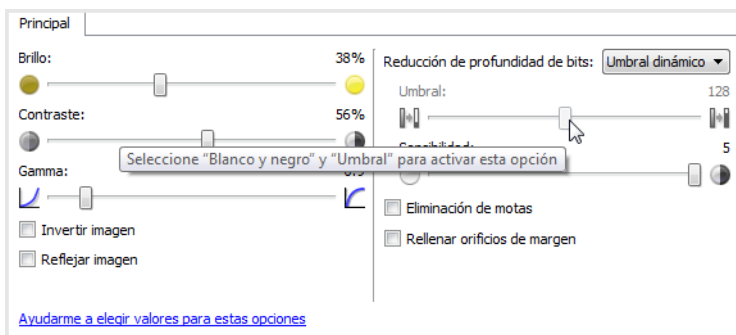 Principal
Brillo: 38%
Contraste: 56%
Gamma:
Invertir imagen
Reflejar imagen
Ayudarme a elegir valores para estas opciones
Reducción de profundidad de bits: Umbral dinámico
Umbral: 128
5
Seleccione "Blanco y negro" y "Umbral" para activar esta opción
Eliminación de motas
Rellenar orificios de margen